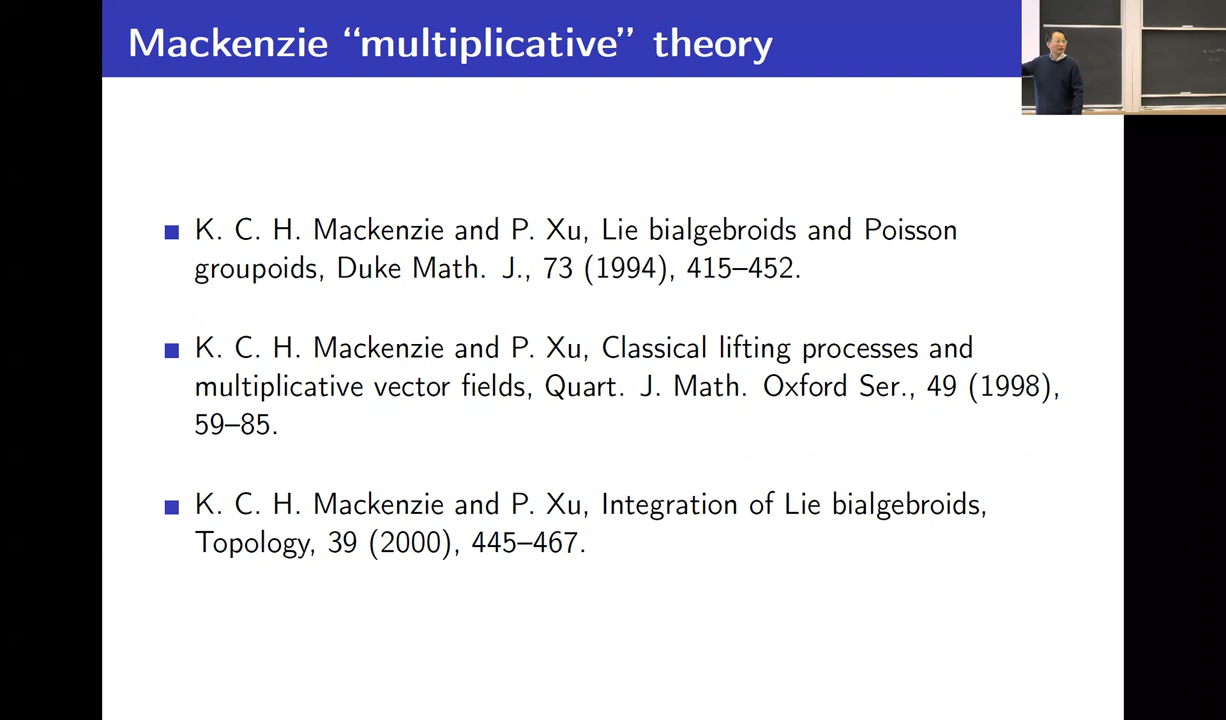 Mackenzie “multiplicative” theory
K. C. H. Mackenzie and P. Xu, Lie bialgebroids and Poisson
groupoids, Duke Math. J., 73 (1994), 415–452.
K. C. H. Mackenzie and P. Xu, Classical lifting processes and
multiplicative vector fields, Quart. J. Math. Oxford Ser., 49 (1998),
59–85.
K. C. H. Mackenzie and P. Xu, Integration of Lie bialgebroids,
Topology, 39 (2000), 445–467.